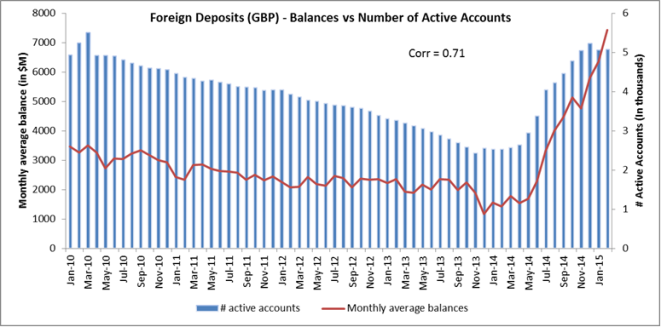 Foreign Deposits (GBP) - Balances vs Number of Active Accounts
Corr = 0.71
Monthly average balance (in $M)
8000
7000
6000
5000
4000
3000
2000
1000
0
# Active Accounts (In thousands)
6
5
4
3
2
1
0
Jan-10
Mar-10
May-10
Jul-10
Sep-10
Nov-10
Jan-11
Mar-11
May-11
Jul-11
Sep-11
Nov-11
Jan-12
Mar-12
May-12
Jul-12
Sep-12
Nov-12
Jan-13
Mar-13
May-13
Jul-13
Sep-13
Nov-13
Jan-14
Mar-14
May-14
Jul-14
Sep-14
Nov-14
Jan-15
# active accounts
Monthly average balances